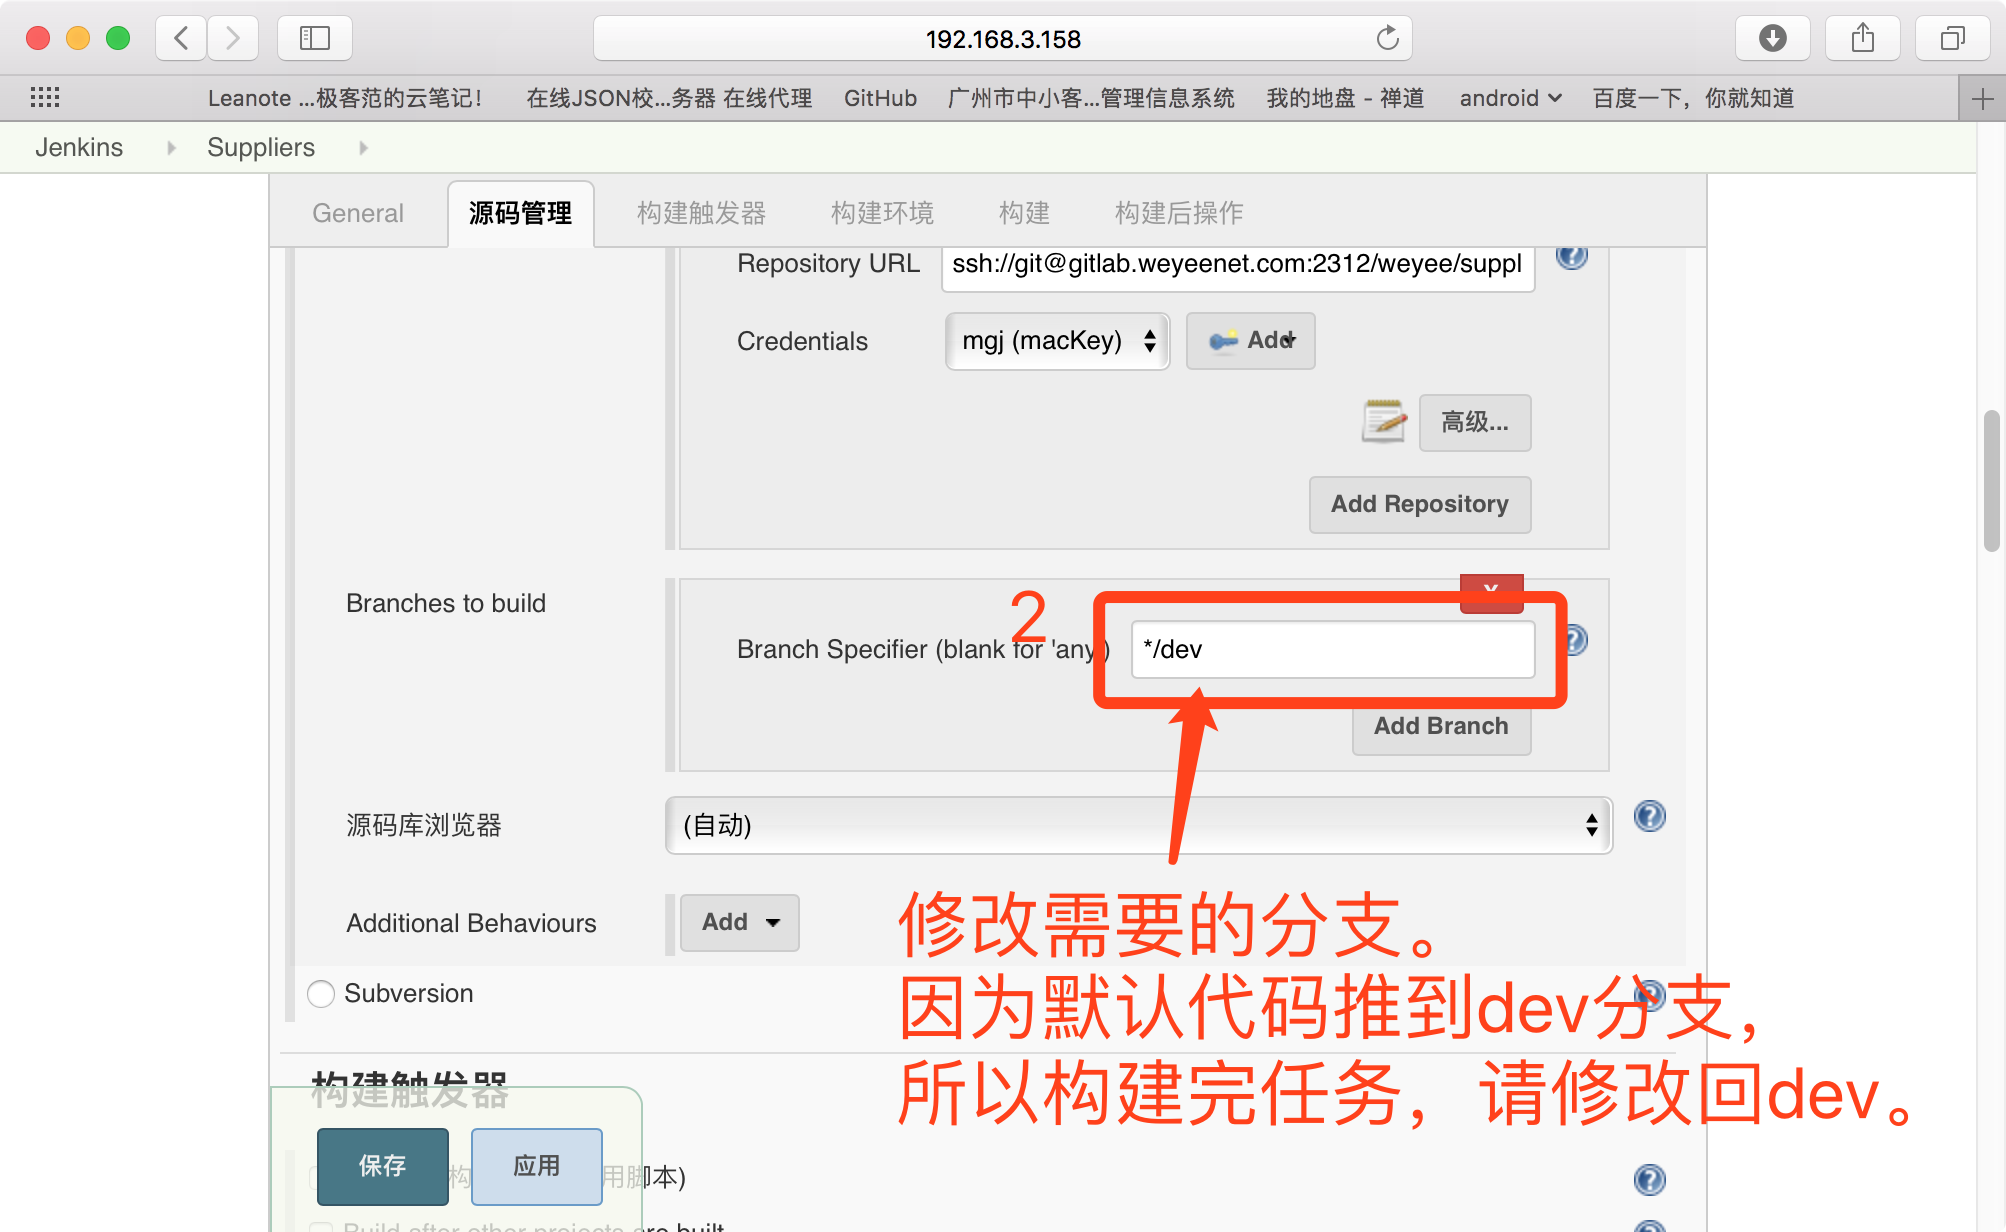 192.168.3.158
Leanote ...极客范的云笔记! 在线JSON校...务器 在线代理 GitHub 广州市中小客...管理信息系统 我的地盘 - 禅道 android 百度一下，你就知道
Jenkins Suppliers
General 源码管理 构建触发器 构建环境 构建 构建后操作
Repository URL ssh://git@gitlab.weyeenet.com:2312/weyee/suppl
Credentials mgj (macKey) Add
高级...
Add Repository
X
2
Branches to build
Branch Specifier (blank for 'any') */dev
Add Branch
源码库浏览器 (自动)
Additional Behaviours Add
修改需要的分支。
Subversion
因为默认代码推到dev分支，
所以构建完任务，请修改回dev。
构建触发器
保存 应用 构 用脚本)
Build after other projects are built